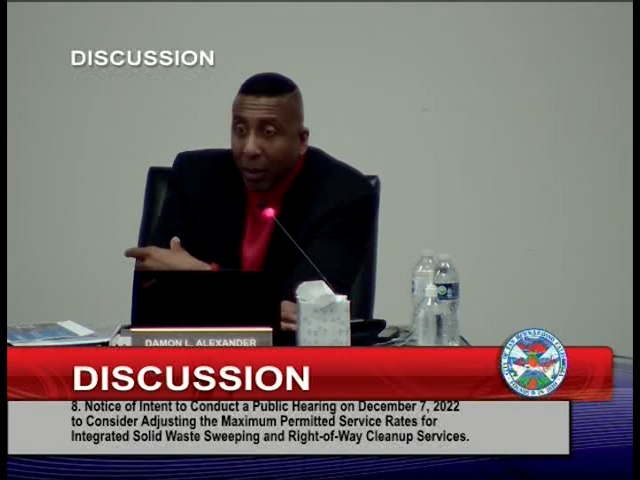 DISCUSSION
DAMON L. ALEXANDER
DISCUSSION
8. Notice of Intent to Conduct a Public Hearing on December 7, 2022
to Consider Adjusting the Maximum Permitted Service Rates for
Integrated Solid Waste Sweeping and Right-of-Way Cleanup Services.